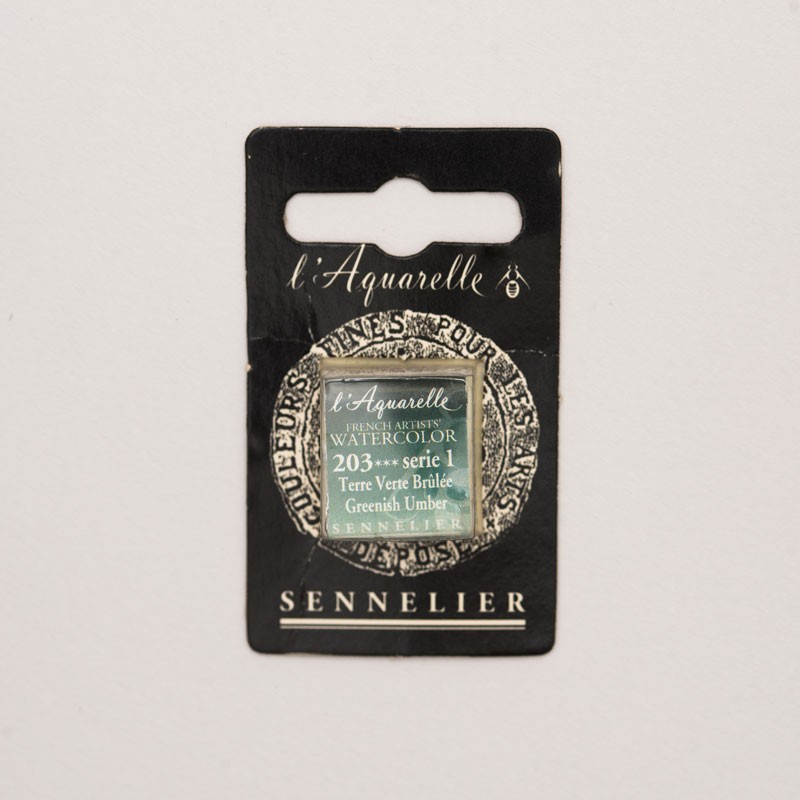 l'Aquarelle
COULEURS FINES POUR LES ARTS
l'Aquarelle
FRENCH ARTISTS'
WATERCOLOR
203*** serie 1
Terre Verte Brûlée
Greenish Umber
SENNELIER
DÉPOSÉ
SENNELIER